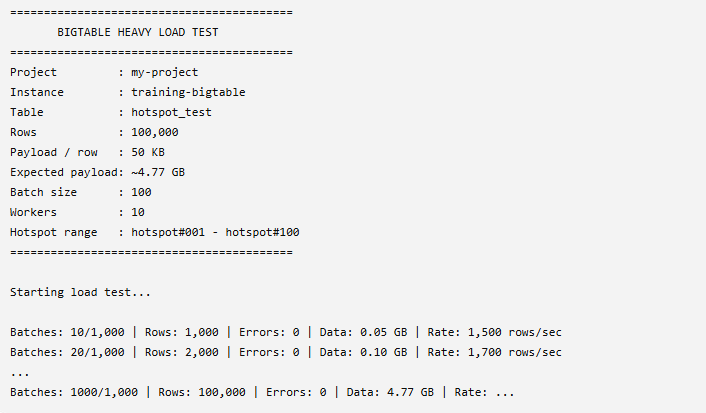 ==========================================
BIGTABLE HEAVY LOAD TEST
==========================================
Project : my-project
Instance : training-bigtable
Table : hotspot_test
Rows : 100,000
Payload / row : 50 KB
Expected payload: ~4.77 GB
Batch size : 100
Workers : 10
Hotspot range : hotspot#001 - hotspot#100
==========================================
Starting load test...
Batches: 10/1,000 | Rows: 1,000 | Errors: 0 | Data: 0.05 GB | Rate: 1,500 rows/sec
Batches: 20/1,000 | Rows: 2,000 | Errors: 0 | Data: 0.10 GB | Rate: 1,700 rows/sec
...
Batches: 1000/1,000 | Rows: 100,000 | Errors: 0 | Data: 4.77 GB | Rate: ...